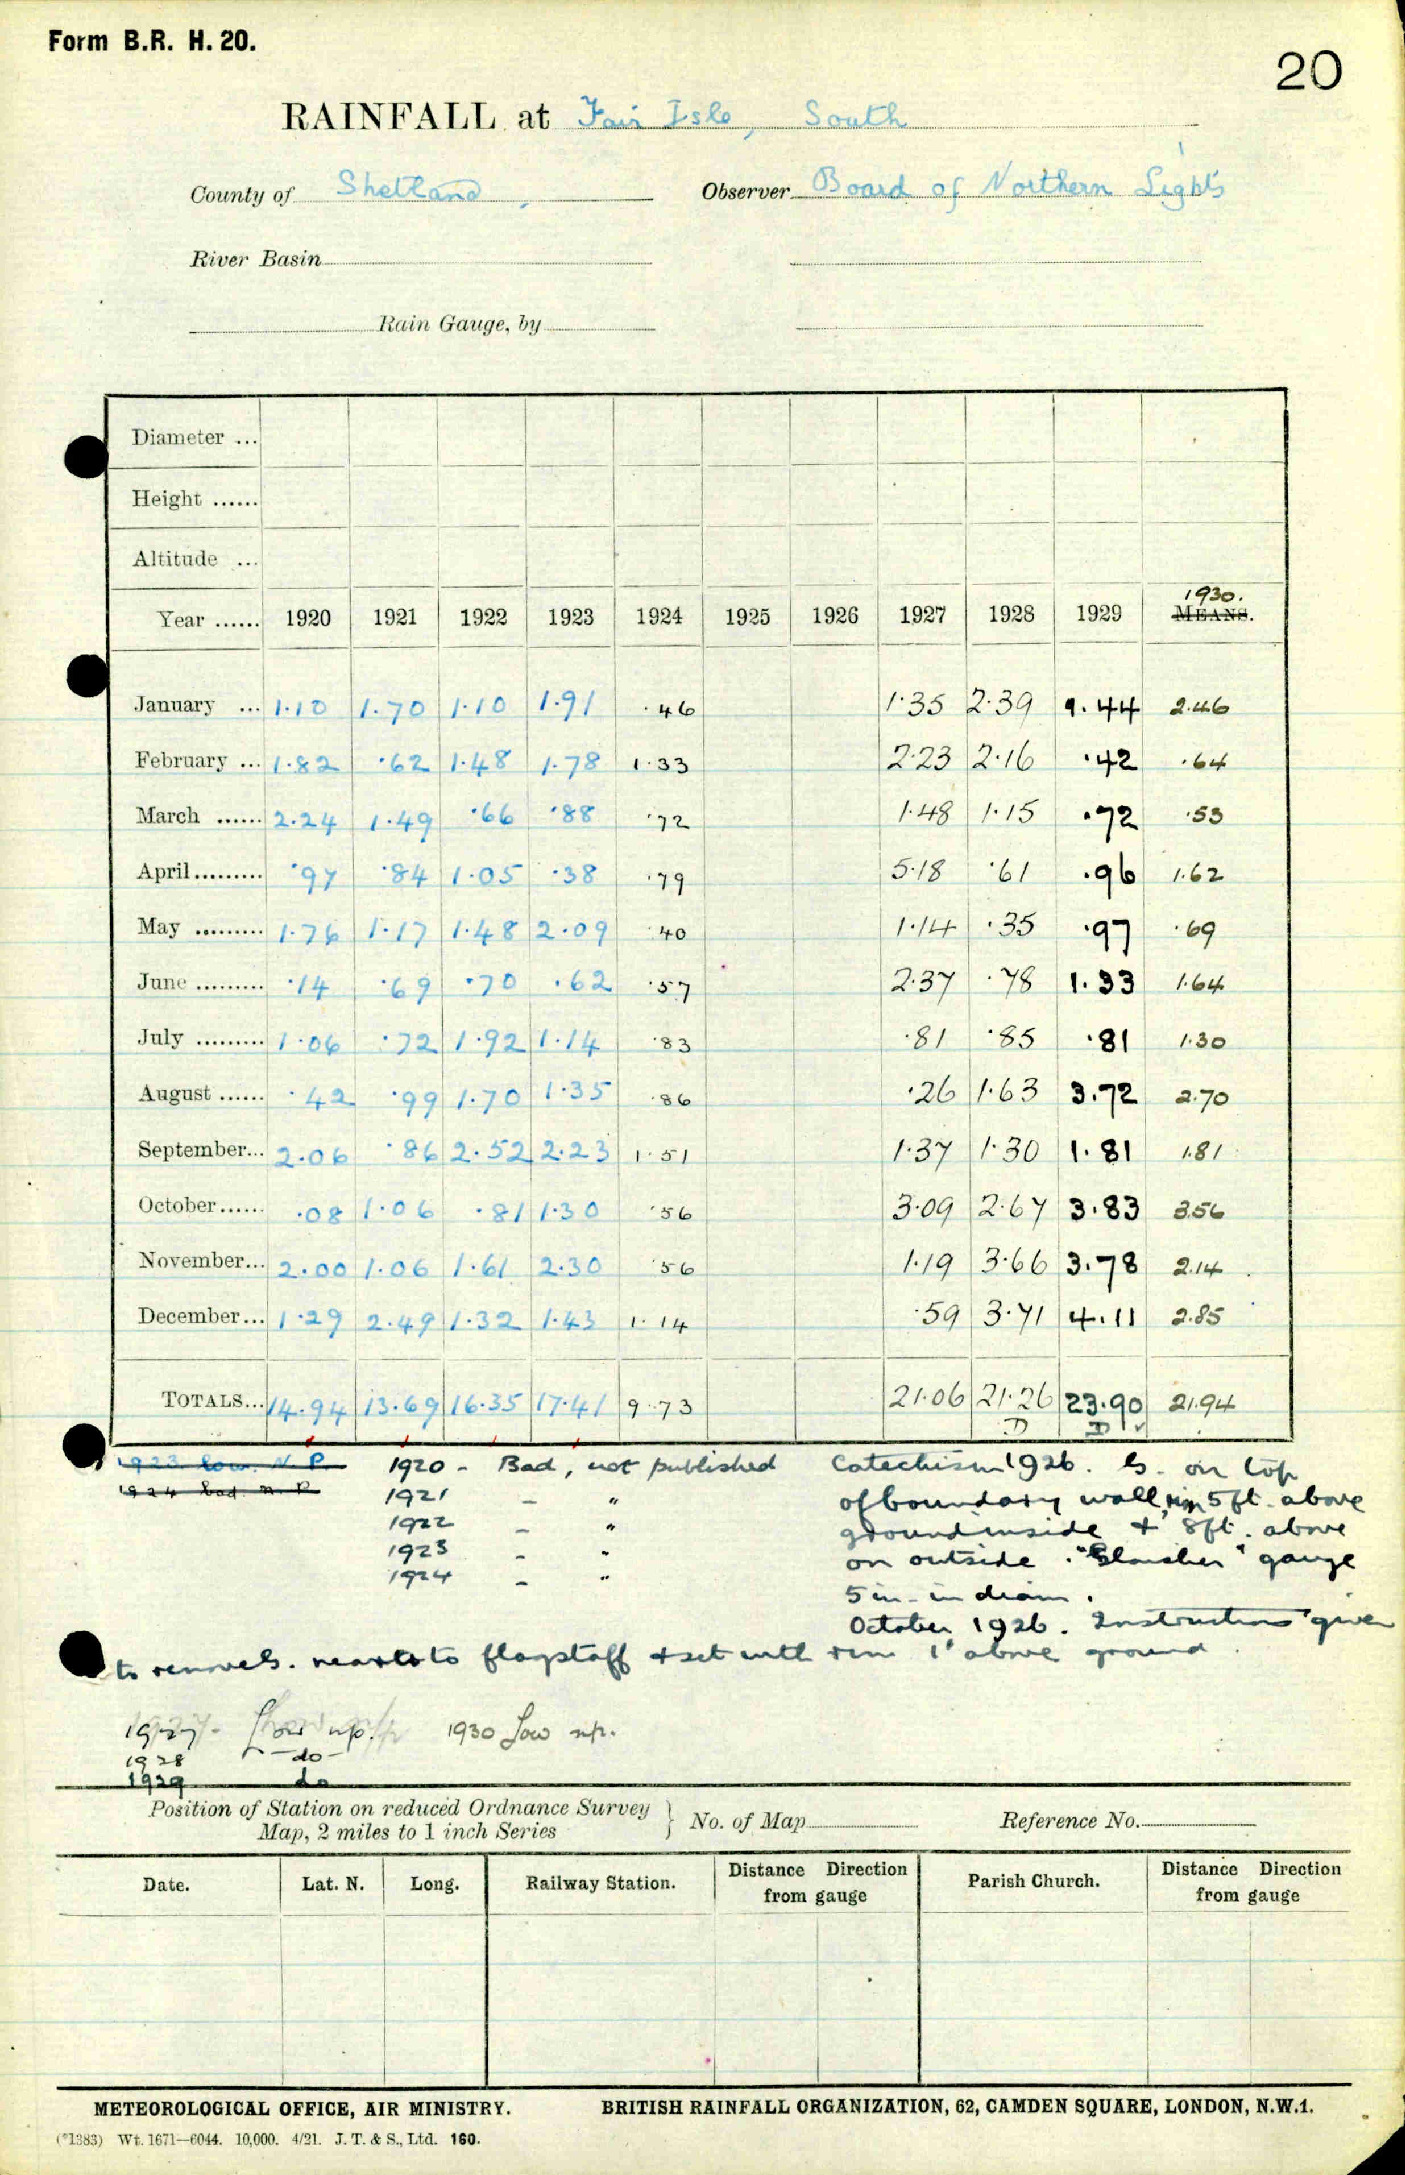 Form B.R. H. 20.
20
RAINFALL at Fair Isle, South
County of Shetland, Observer Board of Northern Lights
River Basin
Rain Gauge, by
Diameter ...
Height ......
Altitude ...
Year ...... 1920 1921 1922 1923 1924 1925 1926 1927 1928 1929 1930. MEANS.
January ... 1.10 1.70 1.10 1.91 .46 1.35 2.39 1.44 2.46
February ... 1.82 .62 1.48 1.78 1.33 2.23 2.16 .42 .64
March ...... 2.24 1.49 .66 .88 .72 1.48 1.15 .72 .53
April......... .97 .84 1.05 .38 .79 5.18 .61 .96 1.62
May ......... 1.76 1.17 1.48 2.09 .40 1.14 .35 .97 .69
June ......... .14 .69 .70 .62 .57 2.37 .78 1.33 1.64
July ......... 1.06 .72 1.92 1.14 .83 .81 .85 .81 1.30
August ...... .42 .99 1.70 1.35 .86 .26 1.63 3.72 2.70
September... 2.06 .86 2.52 2.23 1.51 1.37 1.30 1.81 1.81
October...... .08 1.06 .81 1.30 .56 3.09 2.67 3.83 3.56
November... 2.00 1.06 1.61 2.30 .56 1.19 3.66 3.78 2.14
December... 1.29 2.49 1.32 1.43 1.14 .59 3.71 4.11 2.85
TOTALS... 14.94 13.69 16.35 17.41 9.73 21.06 21.26 23.90 21.94
D D ✓
1923 low. N. P.
1924 bad n. P
1920 - Bad, not published
1921 - "
1922 - "
1923 - "
1924 - "
Catechism 1926. G. on top
of boundary wall, rim 5ft. above
ground inside & 8ft. above
on outside. "Glaisher" gauge
5 in. in diam.
October 1926. Instructions given
to remove G. nearer to flagstaff & set with rim 1' above ground.
1927 Low np. 1930 Low np.
1928 -do-
1929 do
Position of Station on reduced Ordnance Survey
Map, 2 miles to 1 inch Series } No. of Map Reference No.
Date. Lat. N. Long. Railway Station. Distance Direction from gauge Parish Church. Distance Direction from gauge
METEOROLOGICAL OFFICE, AIR MINISTRY. BRITISH RAINFALL ORGANIZATION, 62, CAMDEN SQUARE, LONDON, N.W.1.
(*1383) Wt. 1671—6044. 10,000. 4/21. J. T. & S., Ltd. 160.